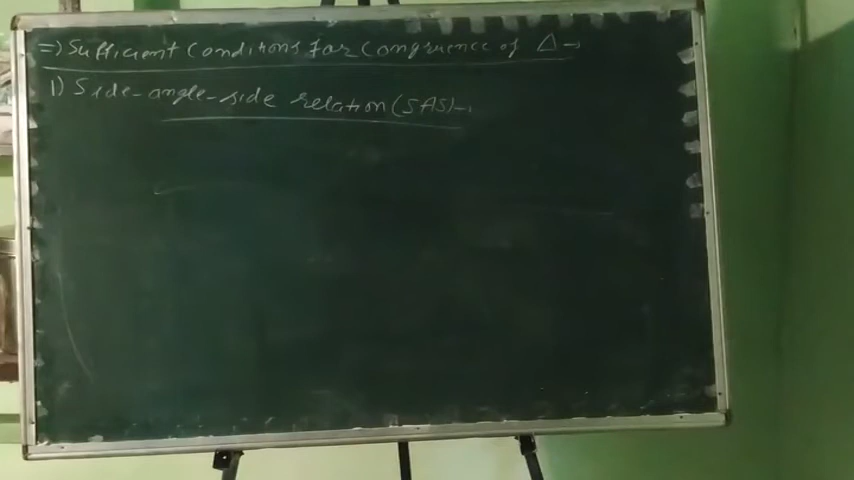 => Sufficient Conditions for Congruence of Δ →
1) Side-angle-side relation (SAS)→